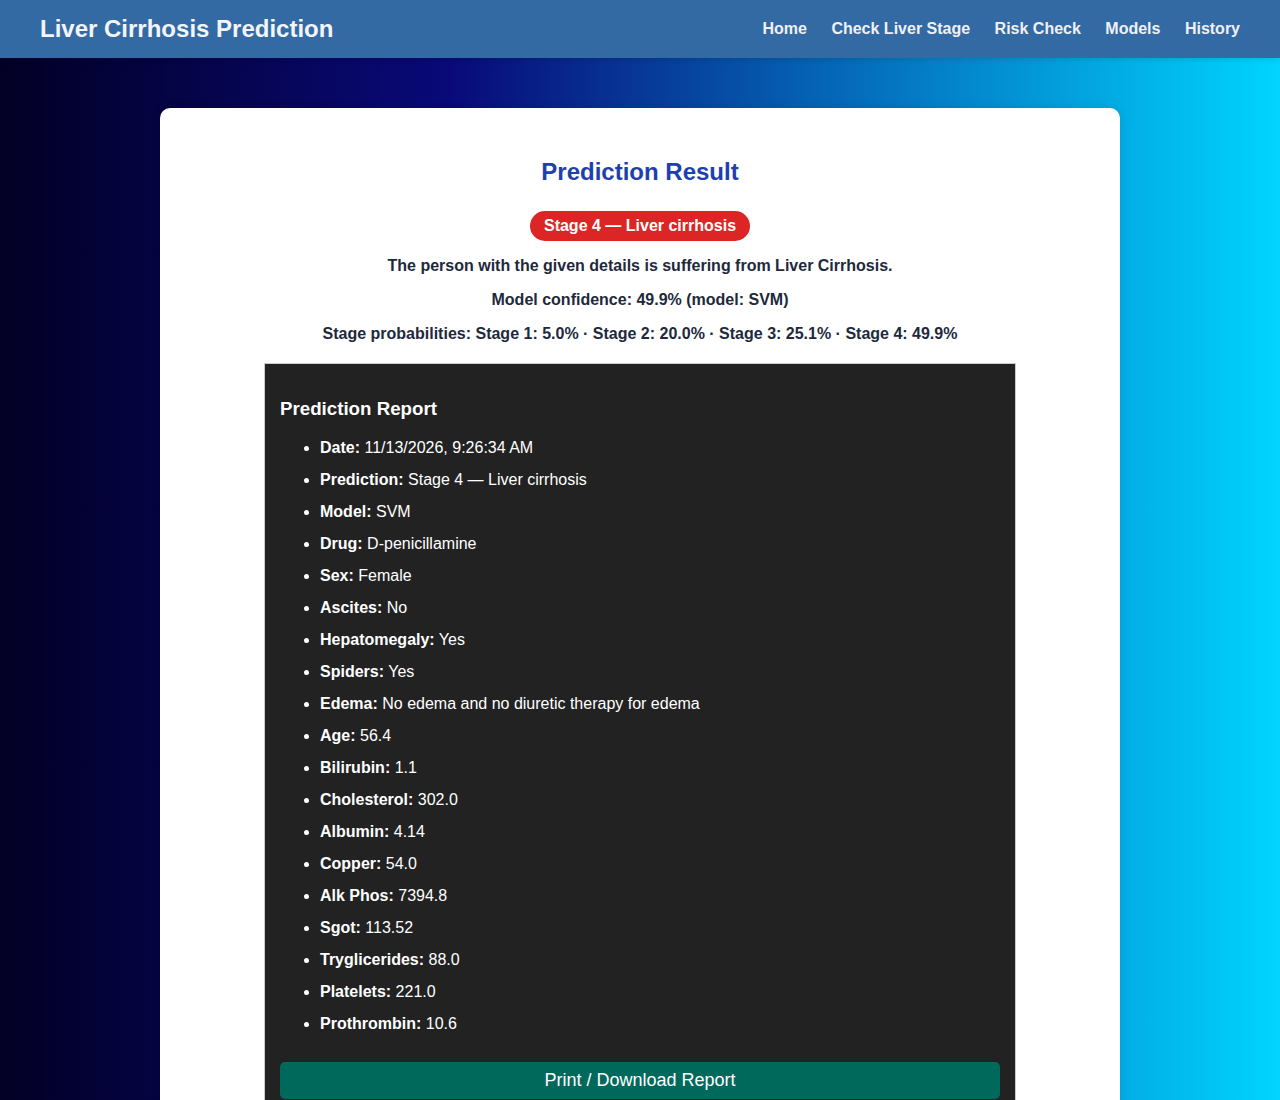 Liver Cirrhosis Prediction
Home Check Liver Stage Risk Check Models History
Prediction Result
Stage 4 — Liver cirrhosis
The person with the given details is suffering from Liver Cirrhosis.
Model confidence: 49.9% (model: SVM)
Stage probabilities: Stage 1: 5.0% · Stage 2: 20.0% · Stage 3: 25.1% · Stage 4: 49.9%
Prediction Report
Date: 11/13/2026, 9:26:34 AM
Prediction: Stage 4 — Liver cirrhosis
Model: SVM
Drug: D-penicillamine
Sex: Female
Ascites: No
Hepatomegaly: Yes
Spiders: Yes
Edema: No edema and no diuretic therapy for edema
Age: 56.4
Bilirubin: 1.1
Cholesterol: 302.0
Albumin: 4.14
Copper: 54.0
Alk Phos: 7394.8
Sgot: 113.52
Tryglicerides: 88.0
Platelets: 221.0
Prothrombin: 10.6
Print / Download Report